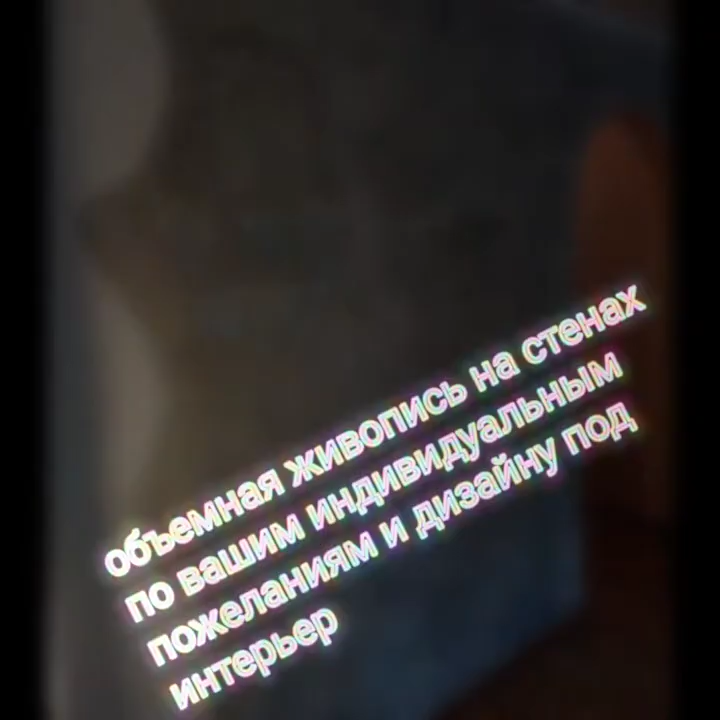 объемная живопись на стенах
по вашим индивидуальным
пожеланиям и дизайну под
интерьер